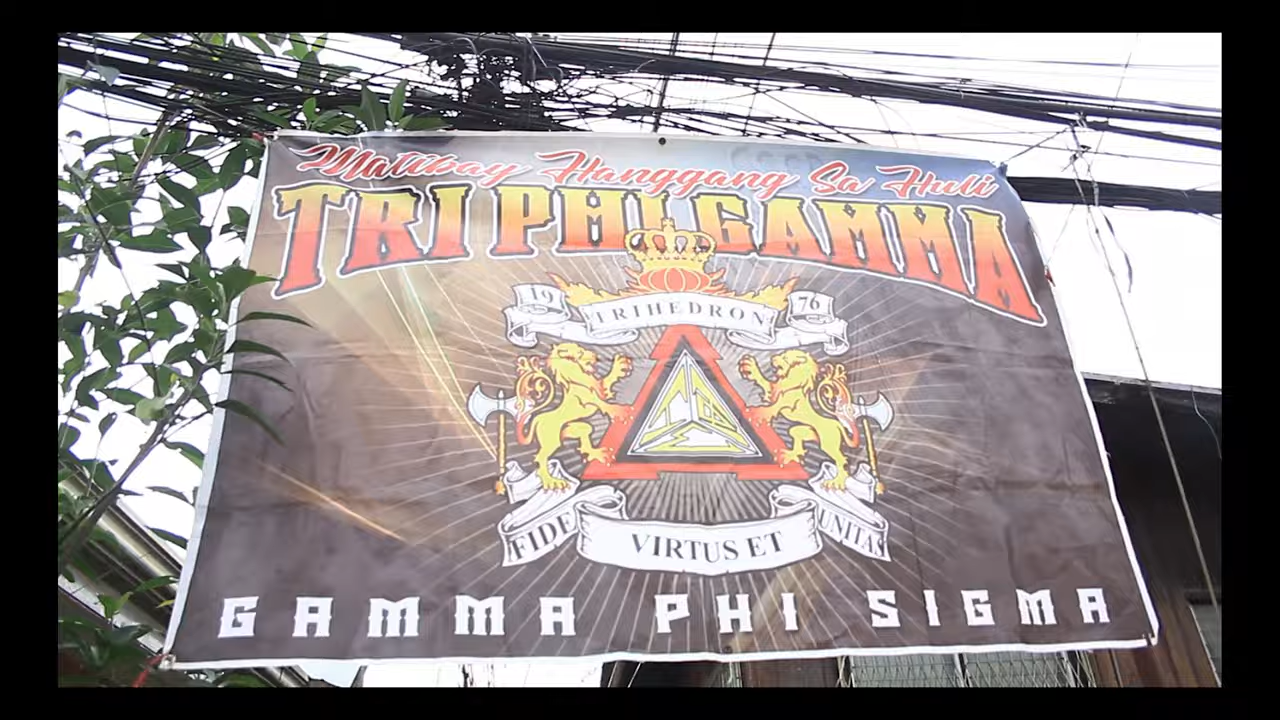 Matibay Hanggang Sa Huli
TRI PHI GAMMA
19 TRIHEDRON 76
FIDE VIRTUS ET UNITAS
GAMMA PHI SIGMA